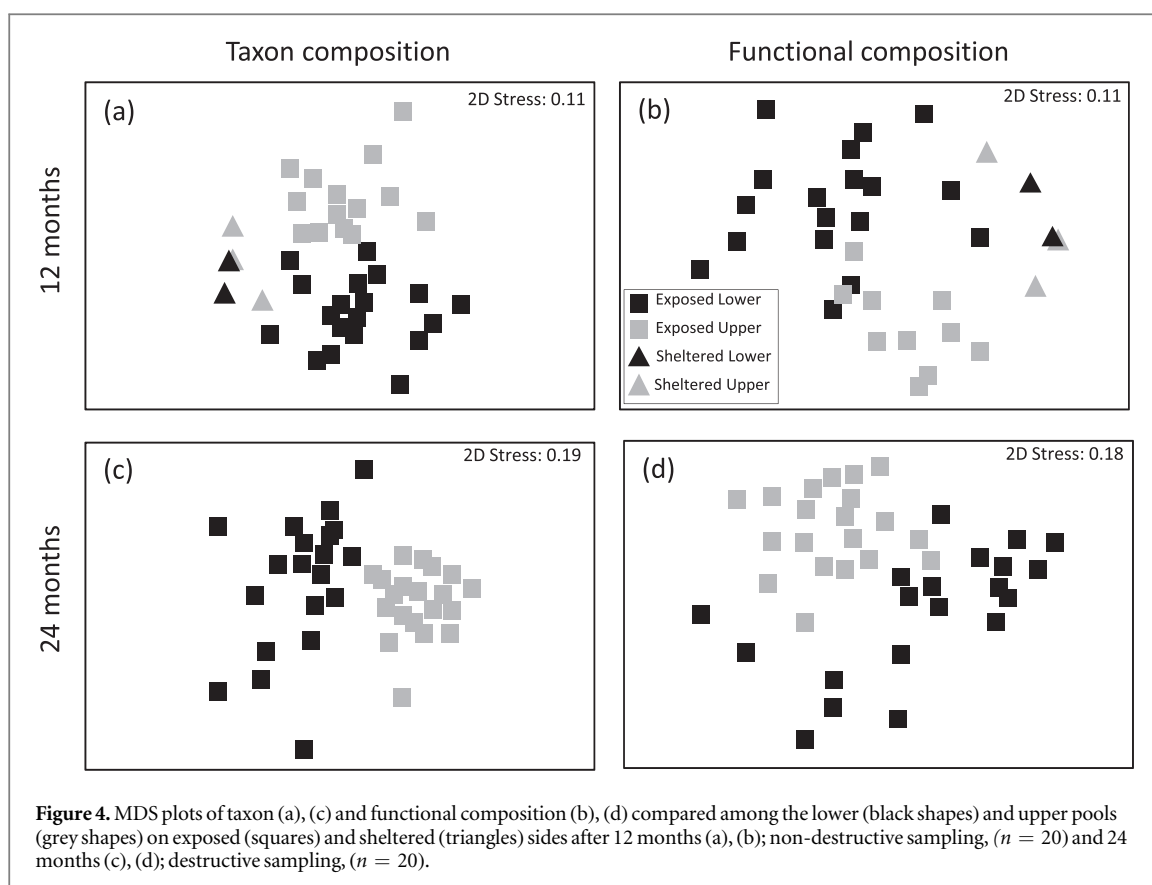 Taxon composition
Functional composition
12 months
(a)
2D Stress: 0.11
(b)
2D Stress: 0.11
Exposed Lower
Exposed Upper
Sheltered Lower
Sheltered Upper
24 months
(c)
2D Stress: 0.19
(d)
2D Stress: 0.18
Figure 4. MDS plots of taxon (a), (c) and functional composition (b), (d) compared among the lower (black shapes) and upper pools
(grey shapes) on exposed (squares) and sheltered (triangles) sides after 12 months (a), (b); non-destructive sampling, (n = 20) and 24
months (c), (d); destructive sampling, (n = 20).